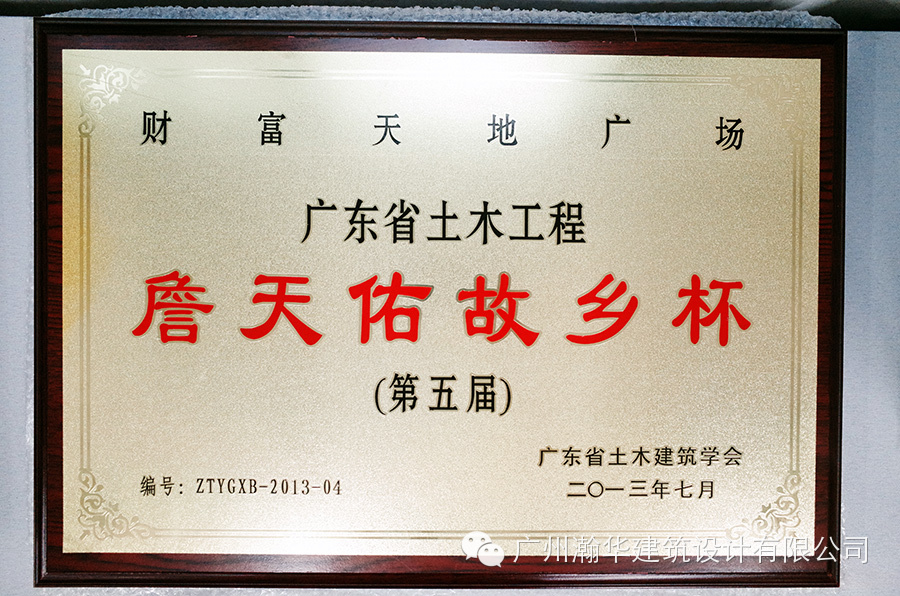 财富天地广场
广东省土木工程
詹天佑故乡杯
(第五届)
广东省土木建筑学会
编号：ZTYGXB-2013-04
二〇一三年七月
广州瀚华建筑设计有限公司